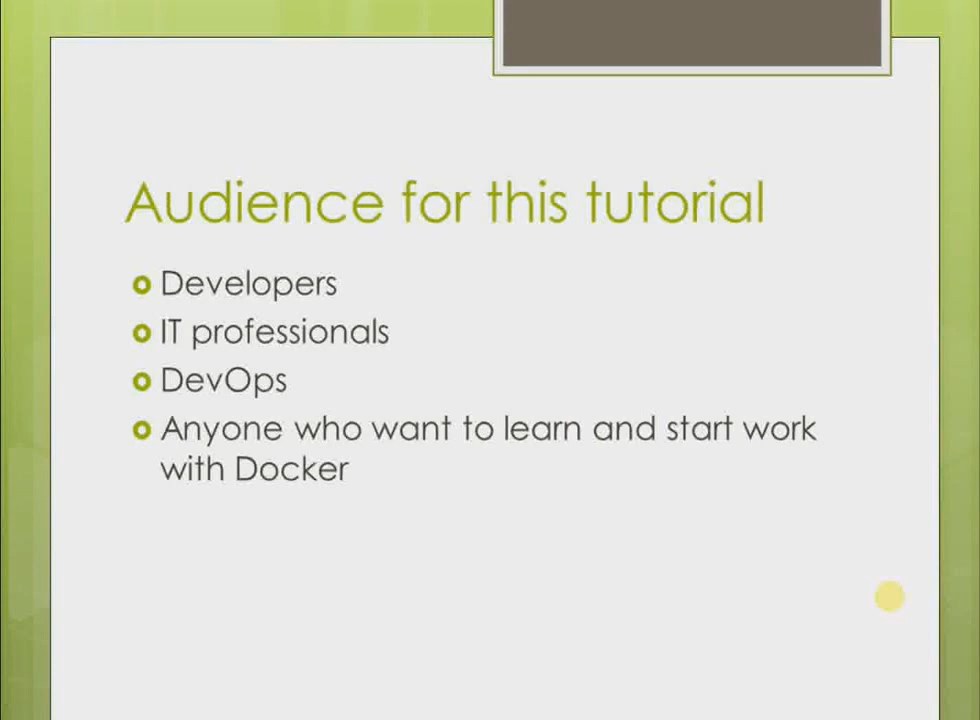 Audience for this tutorial
Developers
IT professionals
DevOps
Anyone who want to learn and start work
with Docker